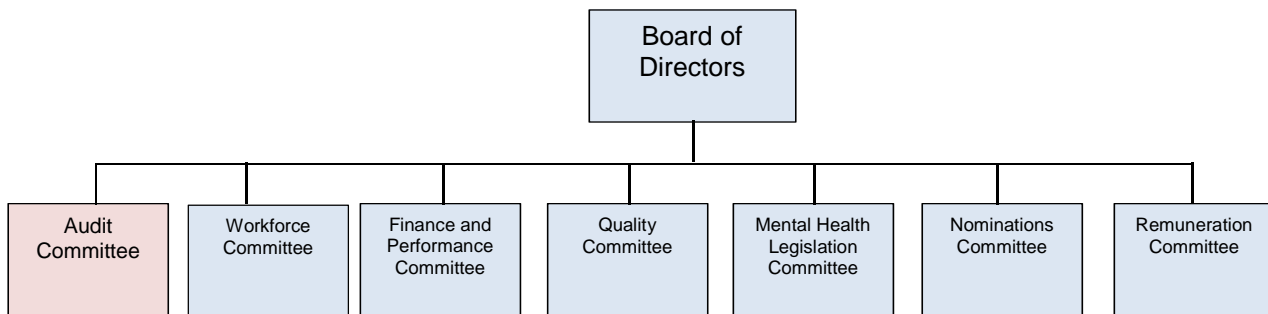 Board of
Directors
Audit
Committee
Workforce
Committee
Finance and
Performance
Committee
Quality
Committee
Mental Health
Legislation
Committee
Nominations
Committee
Remuneration
Committee